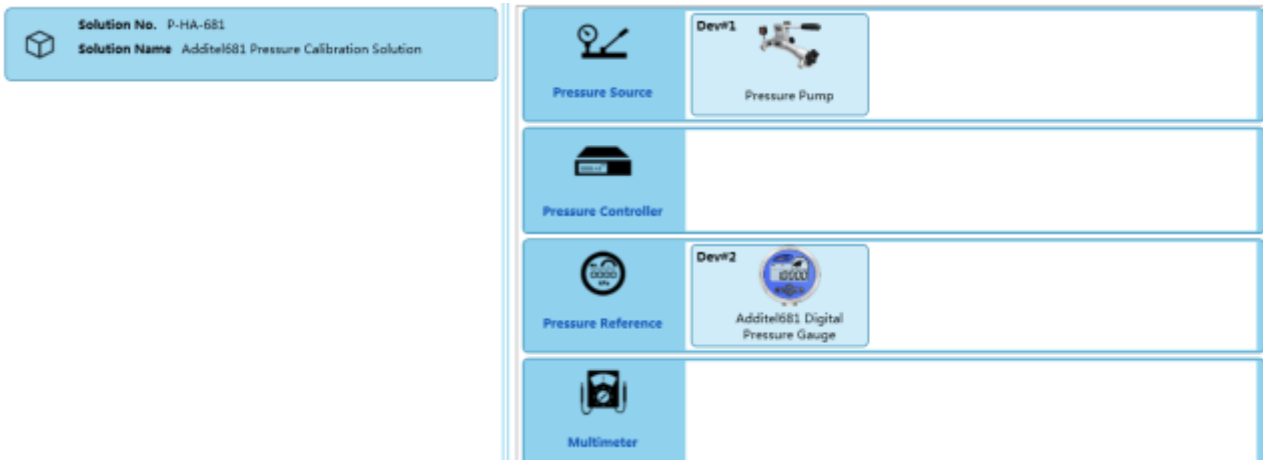 Solution No. P-HA-681
Solution Name Additel681 Pressure Calibration Solution
Pressure Source
Dev#1
Pressure Pump
Pressure Controller
Pressure Reference
Dev#2
Additel681 Digital
Pressure Gauge
Multimeter